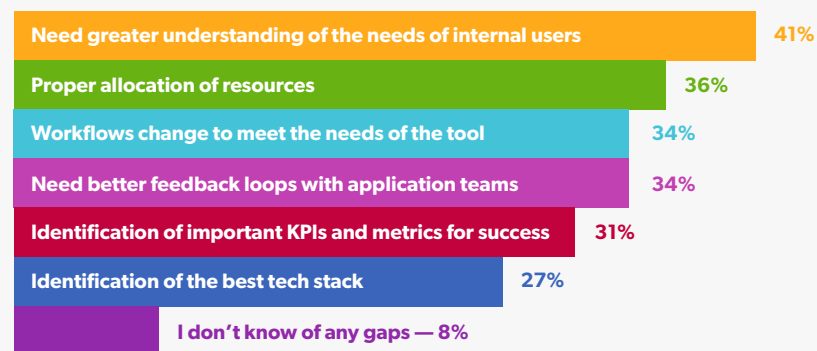 Need greater understanding of the needs of internal users 41%
Proper allocation of resources 36%
Workflows change to meet the needs of the tool 34%
Need better feedback loops with application teams 34%
Identification of important KPIs and metrics for success 31%
Identification of the best tech stack 27%
I don’t know of any gaps — 8%